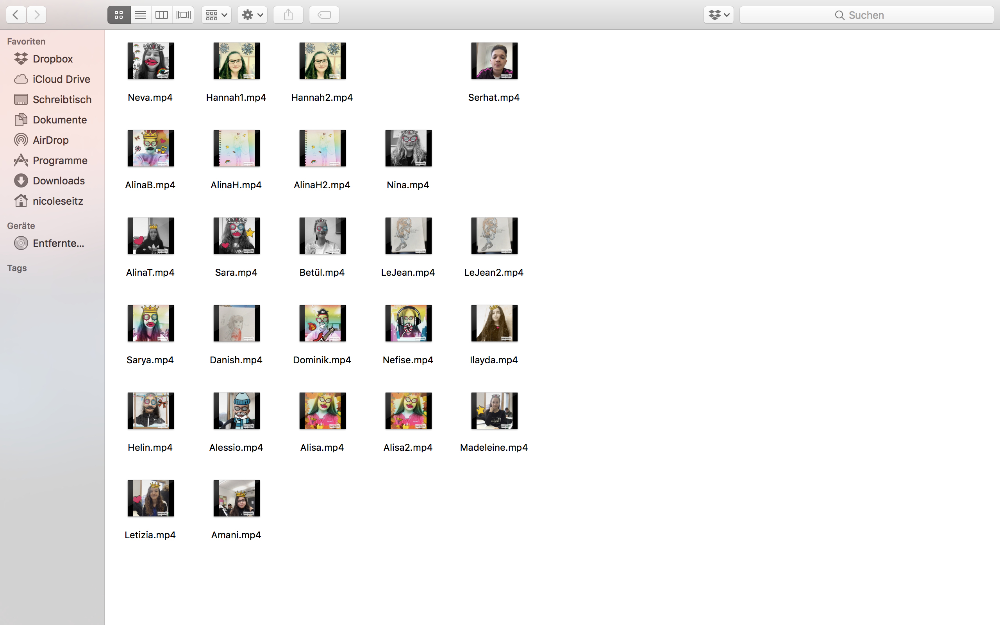 Suchen
Favoriten
Dropbox
iCloud Drive
Schreibtisch
Dokumente
AirDrop
Programme
Downloads
nicoleseitz
Geräte
Entfernte...
Tags
Neva.mp4
Hannah1.mp4
Hannah2.mp4
Serhat.mp4
AlinaB.mp4
AlinaH.mp4
AlinaH2.mp4
Nina.mp4
AlinaT.mp4
Sara.mp4
Betül.mp4
LeJean.mp4
LeJean2.mp4
Sarya.mp4
Danish.mp4
Dominik.mp4
Nefise.mp4
Ilayda.mp4
Helin.mp4
Alessio.mp4
Alisa.mp4
Alisa2.mp4
Madeleine.mp4
Letizia.mp4
Amani.mp4